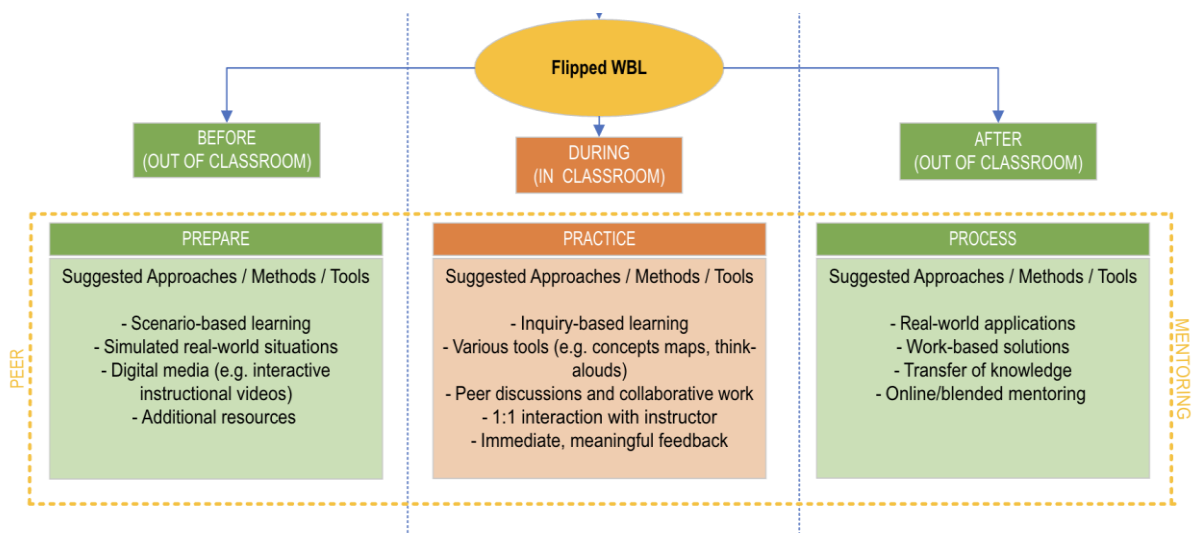 Flipped WBL
BEFORE
(OUT OF CLASSROOM)
DURING
(IN CLASSROOM)
AFTER
(OUT OF CLASSROOM)
PEER
PREPARE
Suggested Approaches / Methods / Tools
- Scenario-based learning
- Simulated real-world situations
- Digital media (e.g. interactive
instructional videos)
- Additional resources
PRACTICE
Suggested Approaches / Methods / Tools
- Inquiry-based learning
- Various tools (e.g. concepts maps, think-
alouds)
- Peer discussions and collaborative work
- 1:1 interaction with instructor
- Immediate, meaningful feedback
PROCESS
Suggested Approaches / Methods / Tools
- Real-world applications
- Work-based solutions
- Transfer of knowledge
- Online/blended mentoring
MENTORING